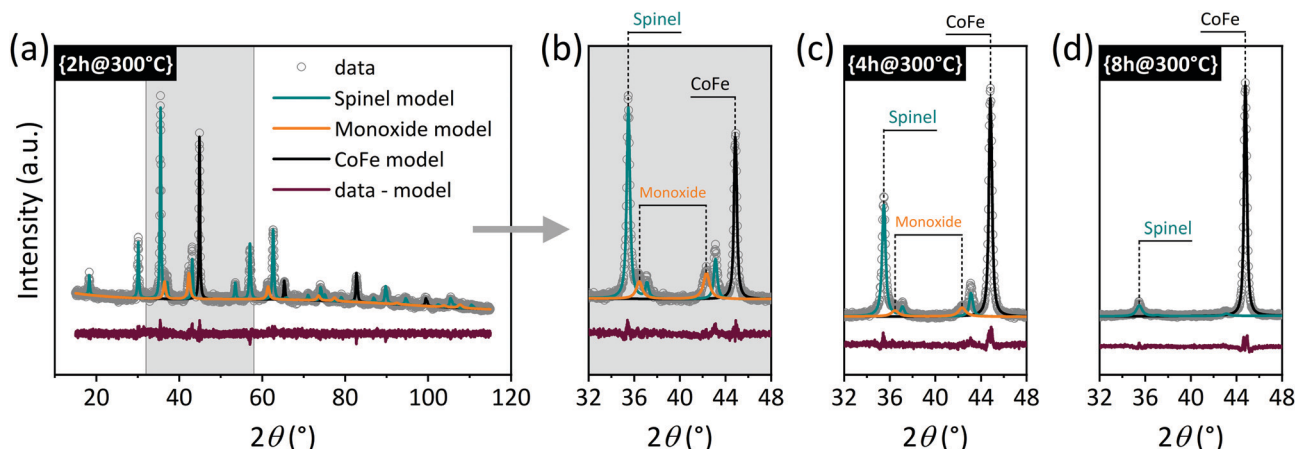 (a)
{2h@300°C}
data
Spinel model
Monoxide model
CoFe model
data - model
Intensity (a.u.)
20 40 60 80 100 120
2θ (°)
(b)
Spinel
CoFe
Monoxide
32 36 40 44 48
2θ (°)
(c)
CoFe
{4h@300°C}
Spinel
Monoxide
32 36 40 44 48
2θ (°)
(d)
CoFe
{8h@300°C}
Spinel
32 36 40 44 48
2θ (°)